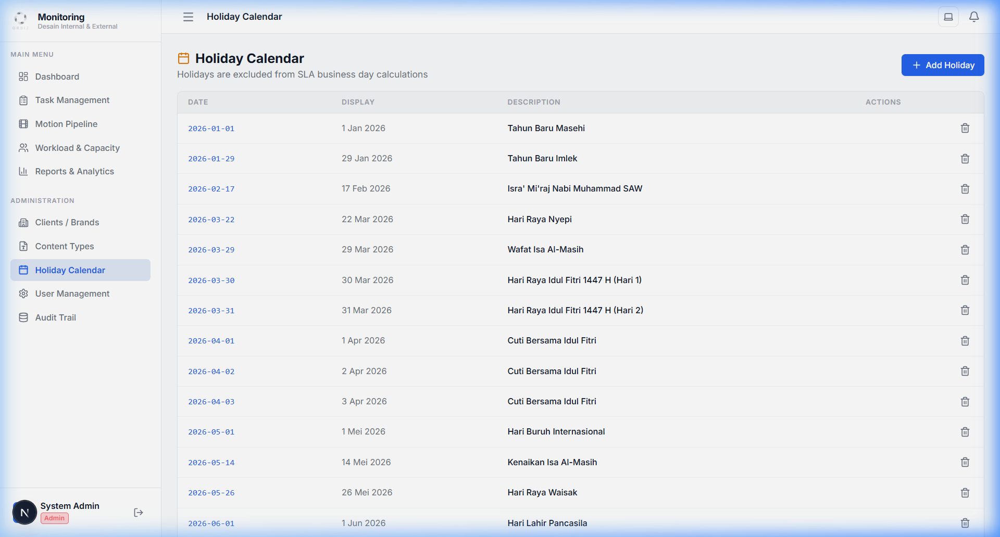 Monitoring
Desain Internal & External
ORBIT
MAIN MENU
Dashboard
Task Management
Motion Pipeline
Workload & Capacity
Reports & Analytics
ADMINISTRATION
Clients / Brands
Content Types
Holiday Calendar
User Management
Audit Trail
N
System Admin
Admin
Holiday Calendar
Holiday Calendar
Holidays are excluded from SLA business day calculations
+ Add Holiday
DATE DISPLAY DESCRIPTION ACTIONS
2026-01-01 1 Jan 2026 Tahun Baru Masehi
2026-01-29 29 Jan 2026 Tahun Baru Imlek
2026-02-17 17 Feb 2026 Isra' Mi'raj Nabi Muhammad SAW
2026-03-22 22 Mar 2026 Hari Raya Nyepi
2026-03-29 29 Mar 2026 Wafat Isa Al-Masih
2026-03-30 30 Mar 2026 Hari Raya Idul Fitri 1447 H (Hari 1)
2026-03-31 31 Mar 2026 Hari Raya Idul Fitri 1447 H (Hari 2)
2026-04-01 1 Apr 2026 Cuti Bersama Idul Fitri
2026-04-02 2 Apr 2026 Cuti Bersama Idul Fitri
2026-04-03 3 Apr 2026 Cuti Bersama Idul Fitri
2026-05-01 1 Mei 2026 Hari Buruh Internasional
2026-05-14 14 Mei 2026 Kenaikan Isa Al-Masih
2026-05-26 26 Mei 2026 Hari Raya Waisak
2026-06-01 1 Jun 2026 Hari Lahir Pancasila